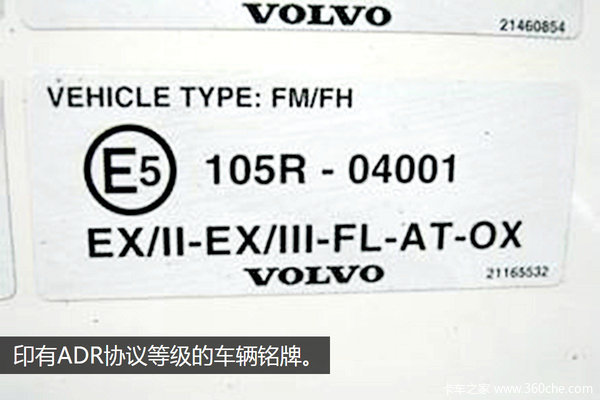 VOLVO
21460854
VEHICLE TYPE: FM/FH
E5 105R - 04001
EX/II-EX/III-FL-AT-OX
VOLVO 21165532
印有ADR协议等级的车辆铭牌。
卡车之家 www.360che.com